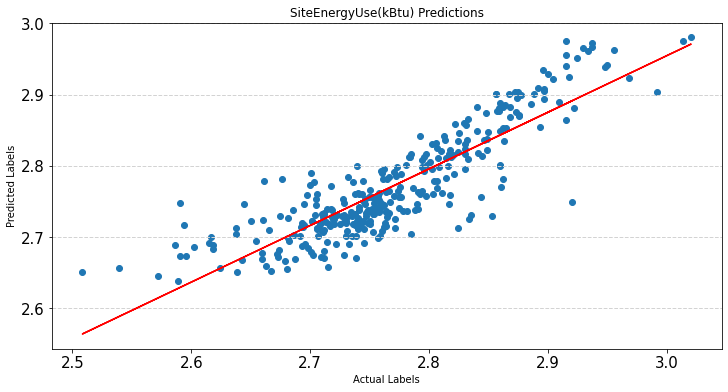 SiteEnergyUse(kBtu) Predictions
3.0
2.9
2.8
2.7
2.6
Predicted Labels
2.5 2.6 2.7 2.8 2.9 3.0
Actual Labels